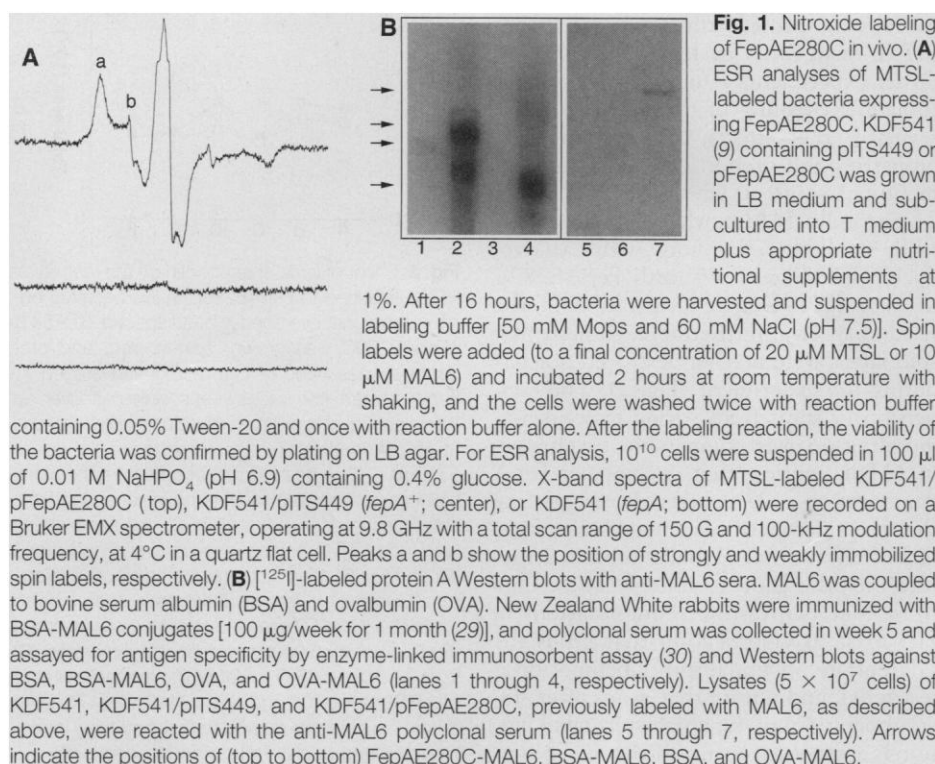 A
a
b
B
1 2 3 4 5 6 7
Fig. 1. Nitroxide labeling
of FepAE280C in vivo. (A)
ESR analyses of MTSL-
labeled bacteria express-
ing FepAE280C. KDF541
(9) containing pITS449 or
pFepAE280C was grown
in LB medium and sub-
cultured into T medium
plus appropriate nutri-
tional supplements at
1%. After 16 hours, bacteria were harvested and suspended in
labeling buffer [50 mM Mops and 60 mM NaCl (pH 7.5)]. Spin
labels were added (to a final concentration of 20 μM MTSL or 10
μM MAL6) and incubated 2 hours at room temperature with
shaking, and the cells were washed twice with reaction buffer
containing 0.05% Tween-20 and once with reaction buffer alone. After the labeling reaction, the viability of
the bacteria was confirmed by plating on LB agar. For ESR analysis, 10¹⁰ cells were suspended in 100 μl
of 0.01 M NaHPO₄ (pH 6.9) containing 0.4% glucose. X-band spectra of MTSL-labeled KDF541/
pFepAE280C (top), KDF541/pITS449 (fepA⁺; center), or KDF541 (fepA; bottom) were recorded on a
Bruker EMX spectrometer, operating at 9.8 GHz with a total scan range of 150 G and 100-kHz modulation
frequency, at 4°C in a quartz flat cell. Peaks a and b show the position of strongly and weakly immobilized
spin labels, respectively. (B) [¹²⁵I]-labeled protein A Western blots with anti-MAL6 sera. MAL6 was coupled
to bovine serum albumin (BSA) and ovalbumin (OVA). New Zealand White rabbits were immunized with
BSA-MAL6 conjugates [100 μg/week for 1 month (29)], and polyclonal serum was collected in week 5 and
assayed for antigen specificity by enzyme-linked immunosorbent assay (30) and Western blots against
BSA, BSA-MAL6, OVA, and OVA-MAL6 (lanes 1 through 4, respectively). Lysates (5 × 10⁷ cells) of
KDF541, KDF541/pITS449, and KDF541/pFepAE280C, previously labeled with MAL6, as described
above, were reacted with the anti-MAL6 polyclonal serum (lanes 5 through 7, respectively). Arrows
indicate the positions of (top to bottom) FepAE280C-MAL6, BSA-MAL6, BSA, and OVA-MAL6.